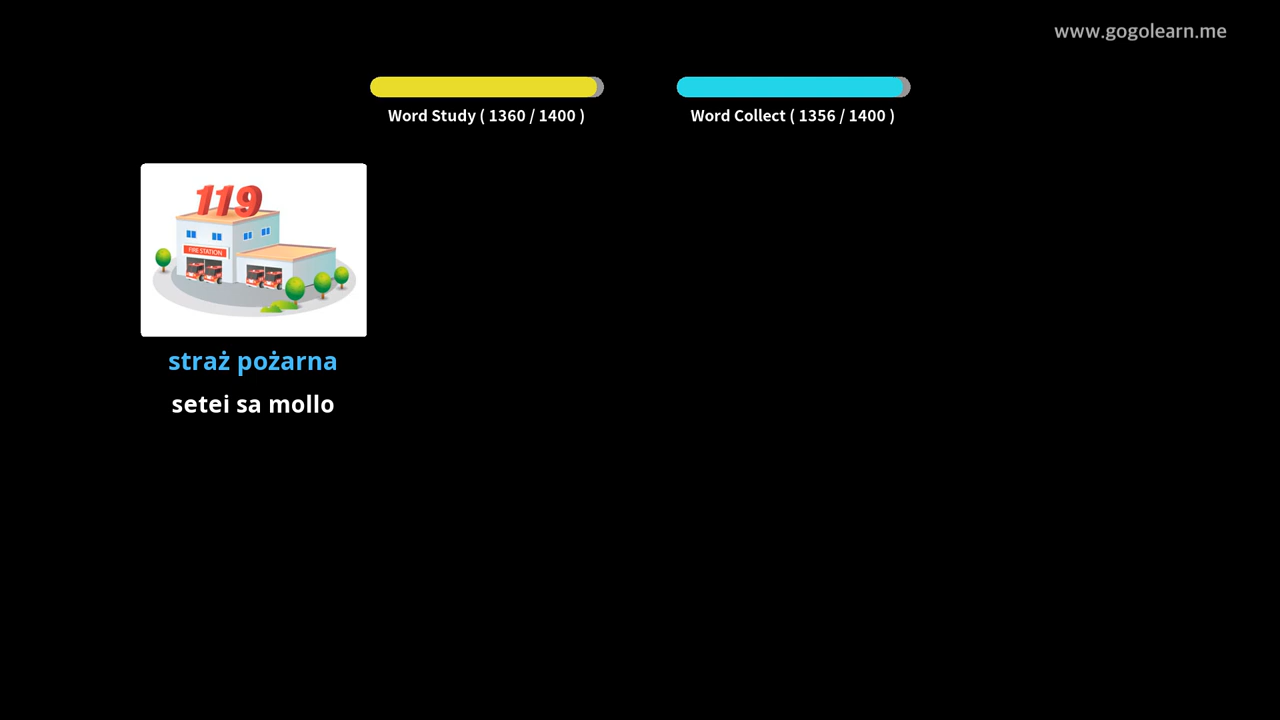 www.gogolearn.me
Word Study ( 1360 / 1400 )
Word Collect ( 1356 / 1400 )
119
FIRE STATION
straż pożarna
setei sa mollo